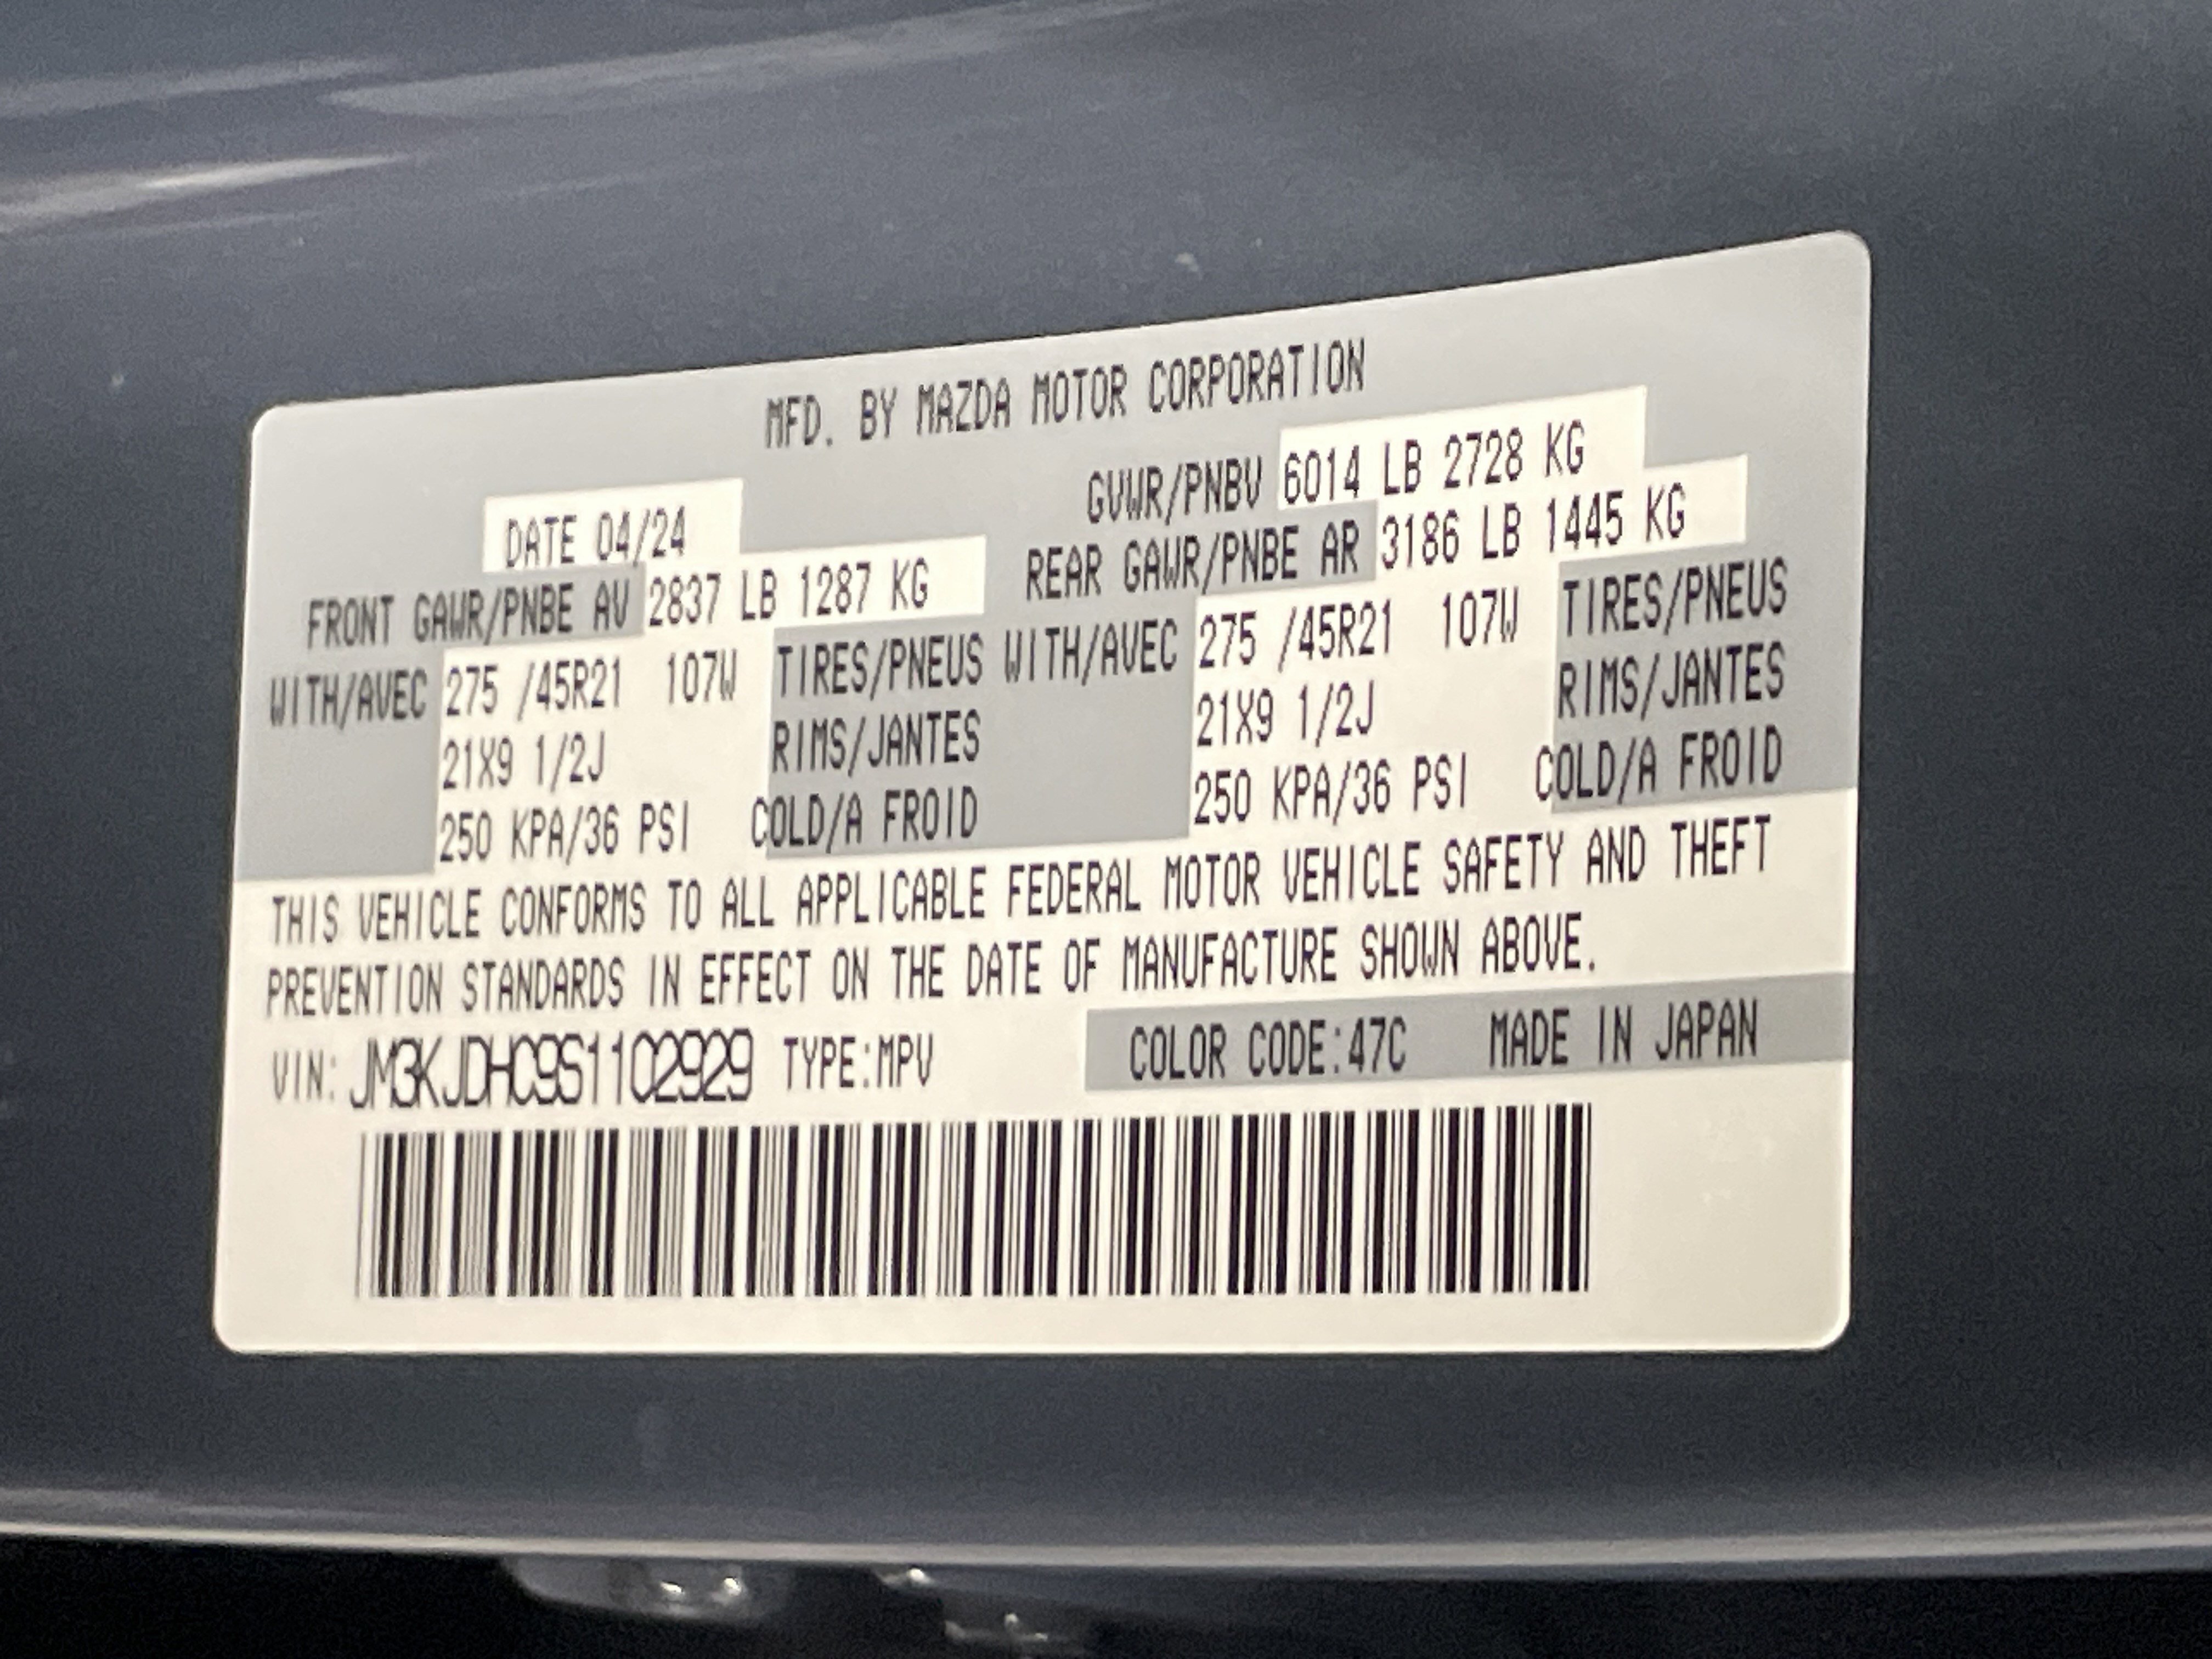 MFD. BY MAZDA MOTOR CORPORATION
DATE 04/24 GVWR/PNBV 6014 LB 2728 KG
FRONT GAWR/PNBE AV 2837 LB 1287 KG REAR GAWR/PNBE AR 3186 LB 1445 KG
WITH/AVEC 275 /45R21 107W TIRES/PNEUS WITH/AVEC 275 /45R21 107W TIRES/PNEUS
21X9 1/2J RIMS/JANTES 21X9 1/2J RIMS/JANTES
250 KPA/36 PSI COLD/A FROID 250 KPA/36 PSI COLD/A FROID
THIS VEHICLE CONFORMS TO ALL APPLICABLE FEDERAL MOTOR VEHICLE SAFETY AND THEFT
PREVENTION STANDARDS IN EFFECT ON THE DATE OF MANUFACTURE SHOWN ABOVE.
VIN: JM3KJDHC9S1102929 TYPE:MPV COLOR CODE:47C MADE IN JAPAN